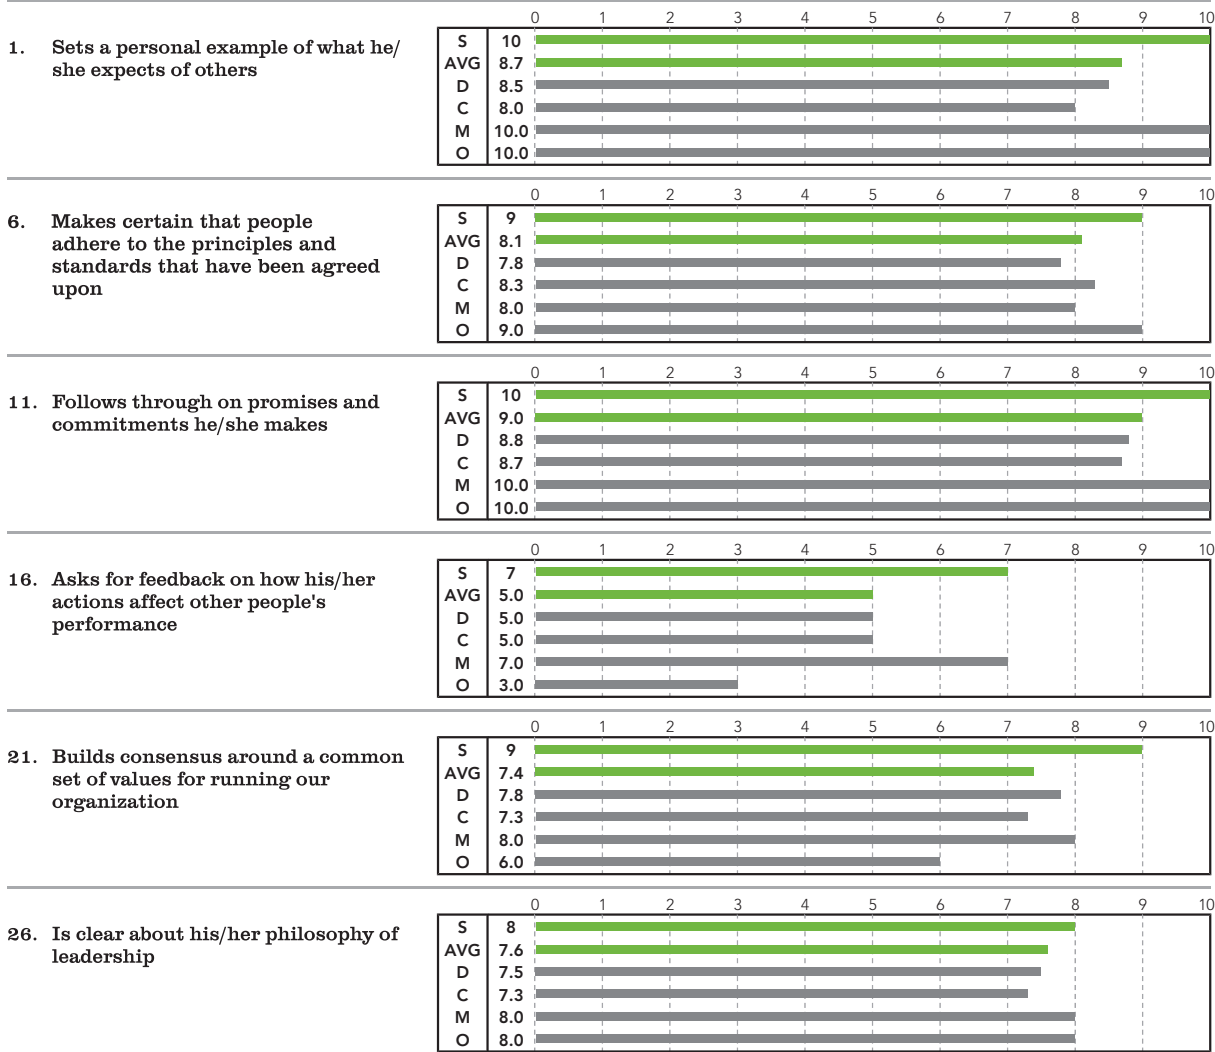 0 1 2 3 4 5 6 7 8 9 10
1. Sets a personal example of what he/
she expects of others
S 10
AVG 8.7
D 8.5
C 8.0
M 10.0
O 10.0
0 1 2 3 4 5 6 7 8 9 10
6. Makes certain that people
adhere to the principles and
standards that have been agreed
upon
S 9
AVG 8.1
D 7.8
C 8.3
M 8.0
O 9.0
0 1 2 3 4 5 6 7 8 9 10
11. Follows through on promises and
commitments he/she makes
S 10
AVG 9.0
D 8.8
C 8.7
M 10.0
O 10.0
0 1 2 3 4 5 6 7 8 9 10
16. Asks for feedback on how his/her
actions affect other people's
performance
S 7
AVG 5.0
D 5.0
C 5.0
M 7.0
O 3.0
0 1 2 3 4 5 6 7 8 9 10
21. Builds consensus around a common
set of values for running our
organization
S 9
AVG 7.4
D 7.8
C 7.3
M 8.0
O 6.0
0 1 2 3 4 5 6 7 8 9 10
26. Is clear about his/her philosophy of
leadership
S 8
AVG 7.6
D 7.5
C 7.3
M 8.0
O 8.0